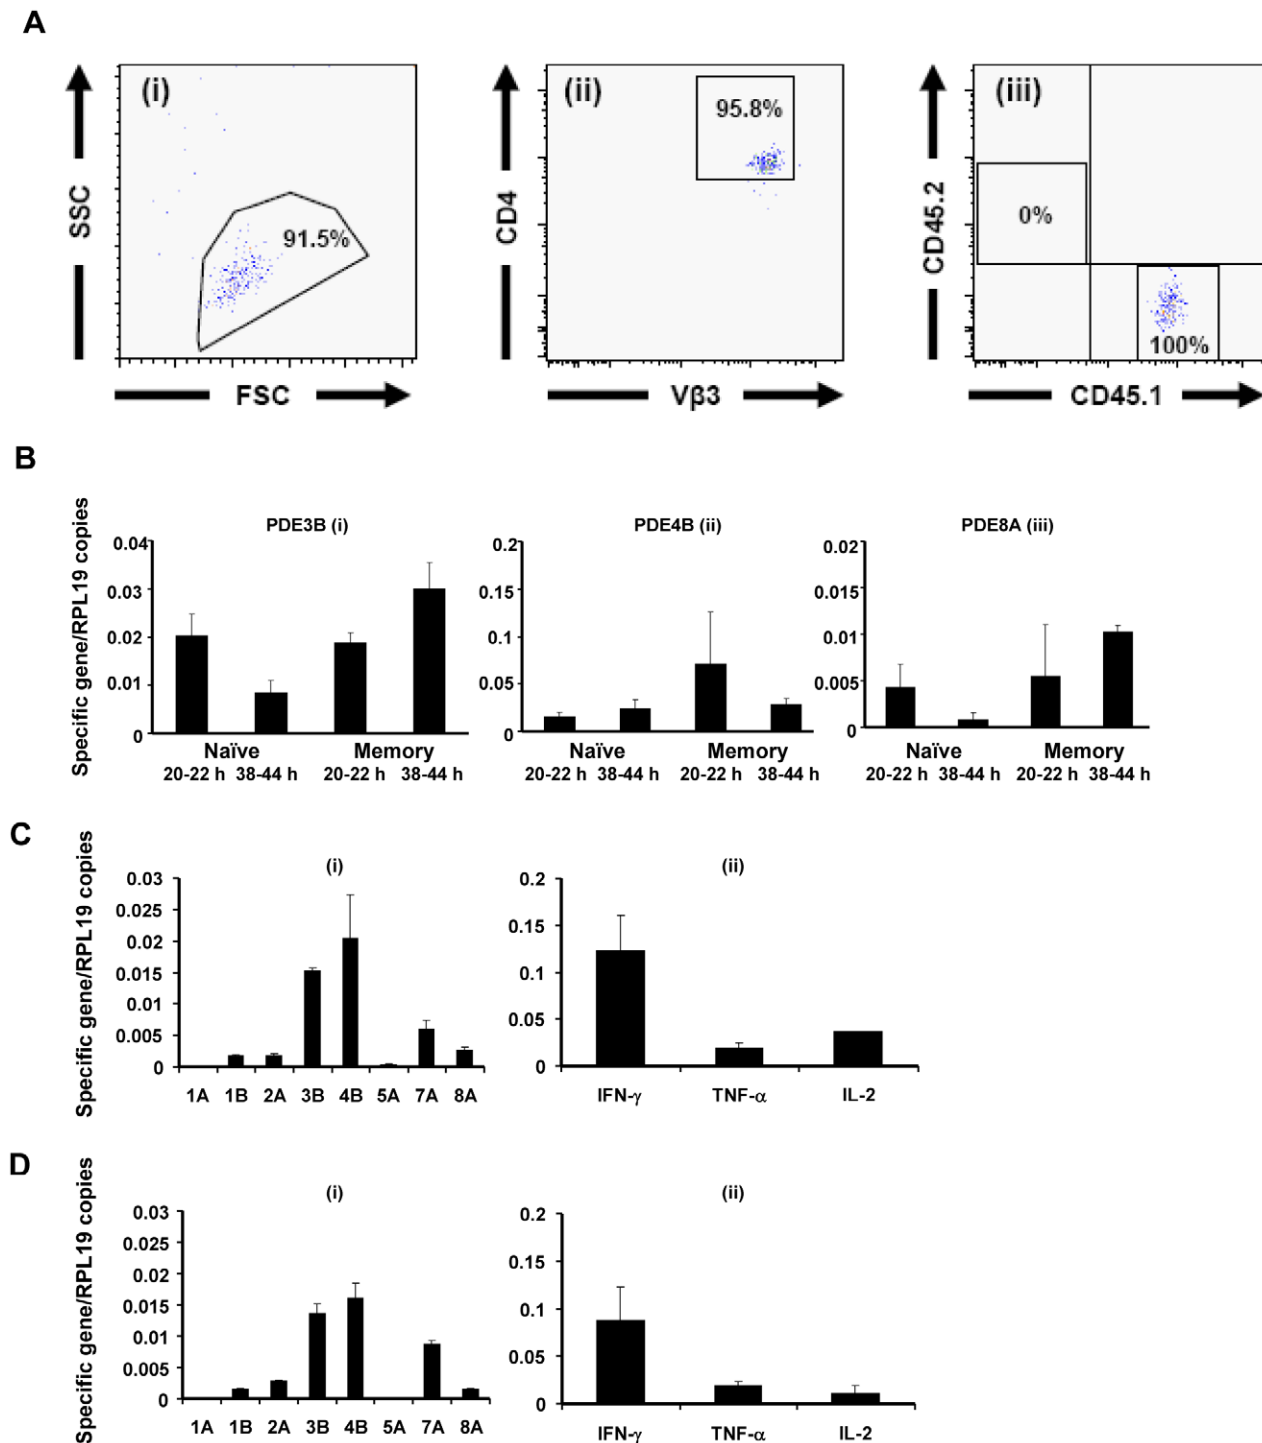 A
(i)
(ii)
(iii)
SSC
91.5%
FSC
CD4
95.8%
Vβ3
CD45.2
0%
100%
CD45.1
B
Specific gene/RPL19 copies
PDE3B (i)
0.04
0.03
0.02
0.01
0
Naïve
Memory
20-22 h 38-44 h
20-22 h 38-44 h
PDE4B (ii)
0.2
0.15
0.1
0.05
0
Naïve
Memory
20-22 h 38-44 h
20-22 h 38-44 h
PDE8A (iii)
0.02
0.015
0.01
0.005
0
Naïve
Memory
20-22 h 38-44 h
20-22 h 38-44 h
C
Specific gene/RPL19 copies
(i)
0.03
0.025
0.02
0.015
0.01
0.005
0
1A 1B 2A 3B 4B 5A 7A 8A
(ii)
0.2
0.15
0.1
0.05
0
IFN-γ TNF-α IL-2
D
Specific gene/RPL19 copies
(i)
0.03
0.025
0.02
0.015
0.01
0.005
0
1A 1B 2A 3B 4B 5A 7A 8A
(ii)
0.2
0.15
0.1
0.05
0
IFN-γ TNF-α IL-2